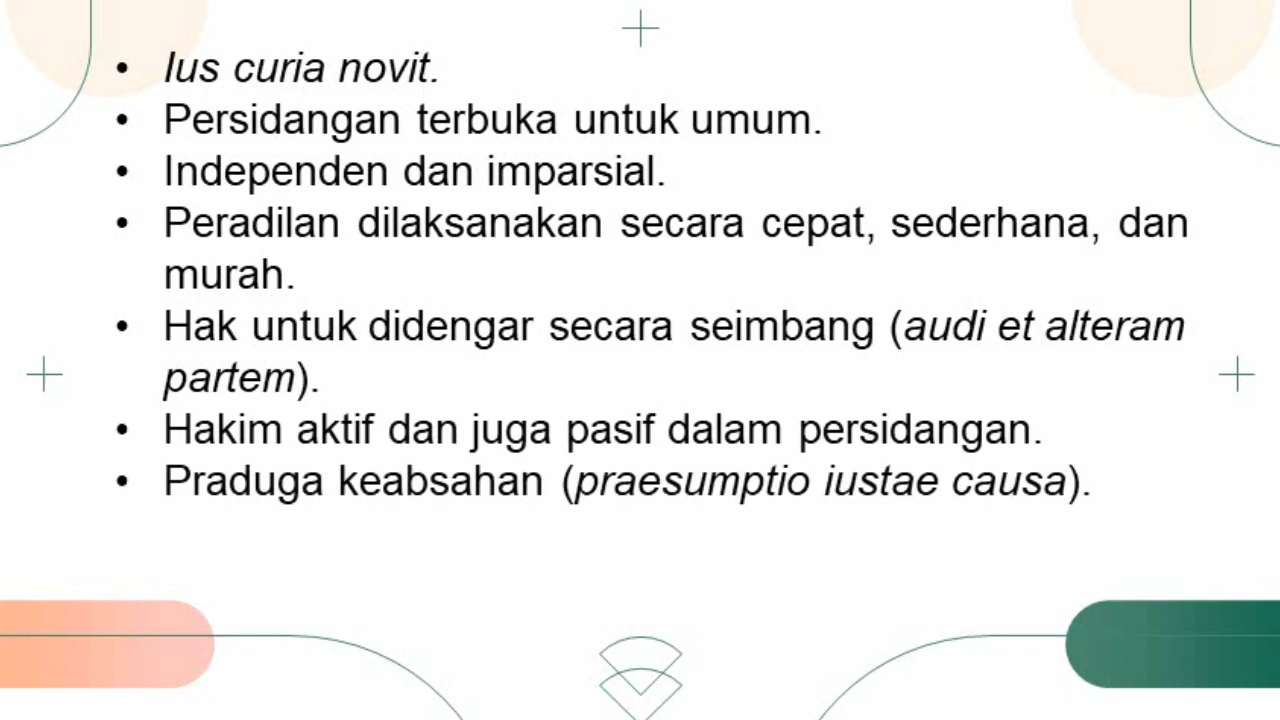 • Ius curia novit.
• Persidangan terbuka untuk umum.
• Independen dan imparsial.
• Peradilan dilaksanakan secara cepat, sederhana, dan
murah.
• Hak untuk didengar secara seimbang (audi et alteram
partem).
• Hakim aktif dan juga pasif dalam persidangan.
• Praduga keabsahan (praesumptio iustae causa).